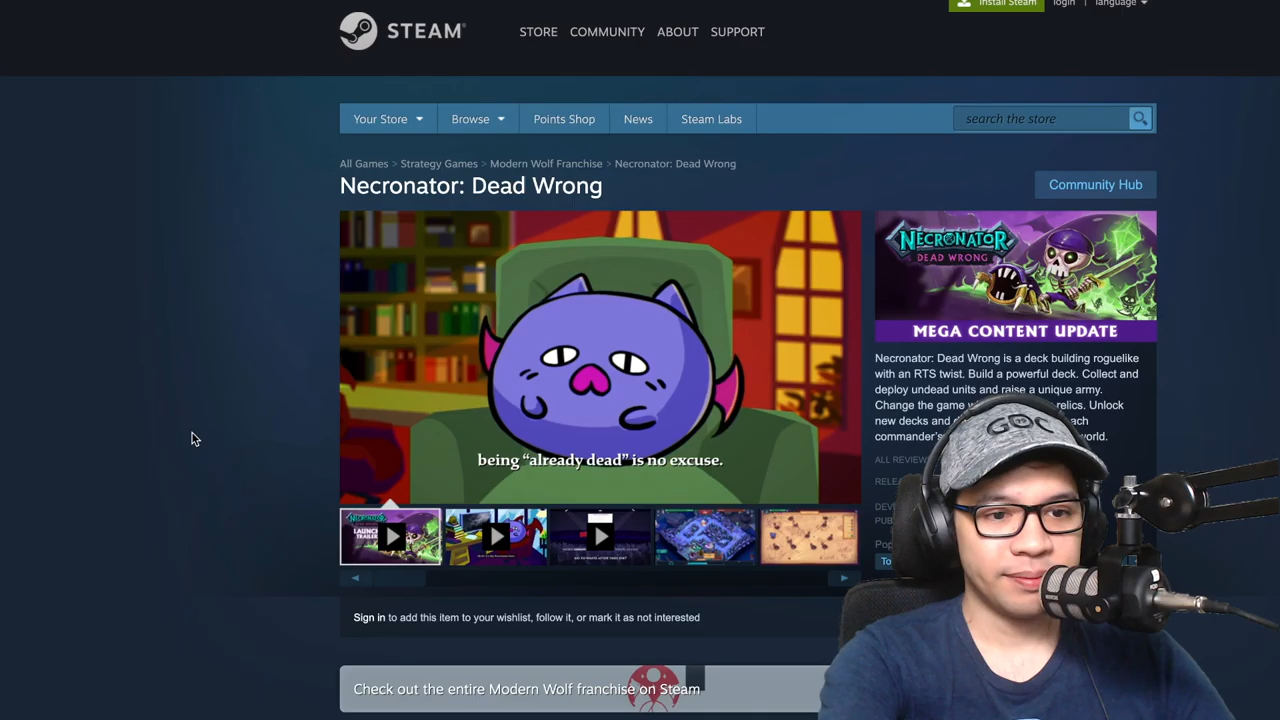 Install Steam login | language
STEAM®
STORE COMMUNITY ABOUT SUPPORT
Your Store Browse Points Shop News Steam Labs search the store
All Games > Strategy Games > Modern Wolf Franchise > Necronator: Dead Wrong
Necronator: Dead Wrong
Community Hub
being “already dead” is no excuse.
NECRONATOR
DEAD WRONG
MEGA CONTENT UPDATE
Necronator: Dead Wrong is a deck building roguelike
with an RTS twist. Build a powerful deck. Collect and
deploy undead units and raise a unique army.
Change the game relics. Unlock
new decks and each
commander's world.
ALL REVIEW
GDC
NECRONATOR
LAUNCH
TRAILER
Sign in to add this item to your wishlist, follow it, or mark it as not interested
Check out the entire Modern Wolf franchise on Steam